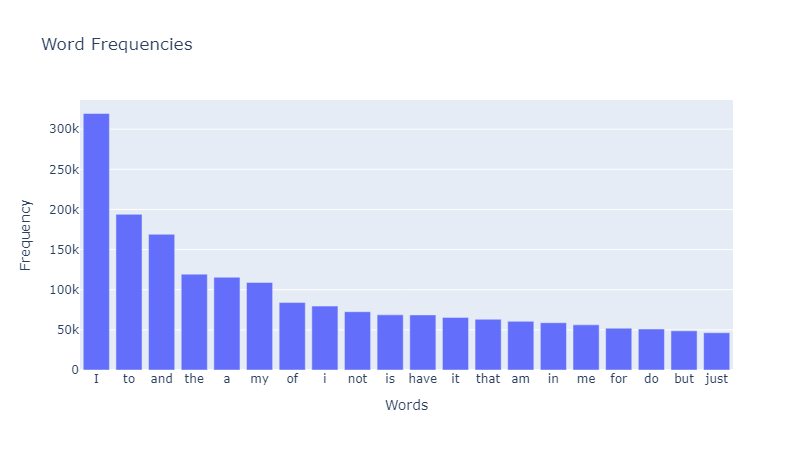 Word Frequencies
300k
250k
200k
150k
100k
50k
0
Frequency
I to and the a my of i not is have it that am in me for do but just
Words